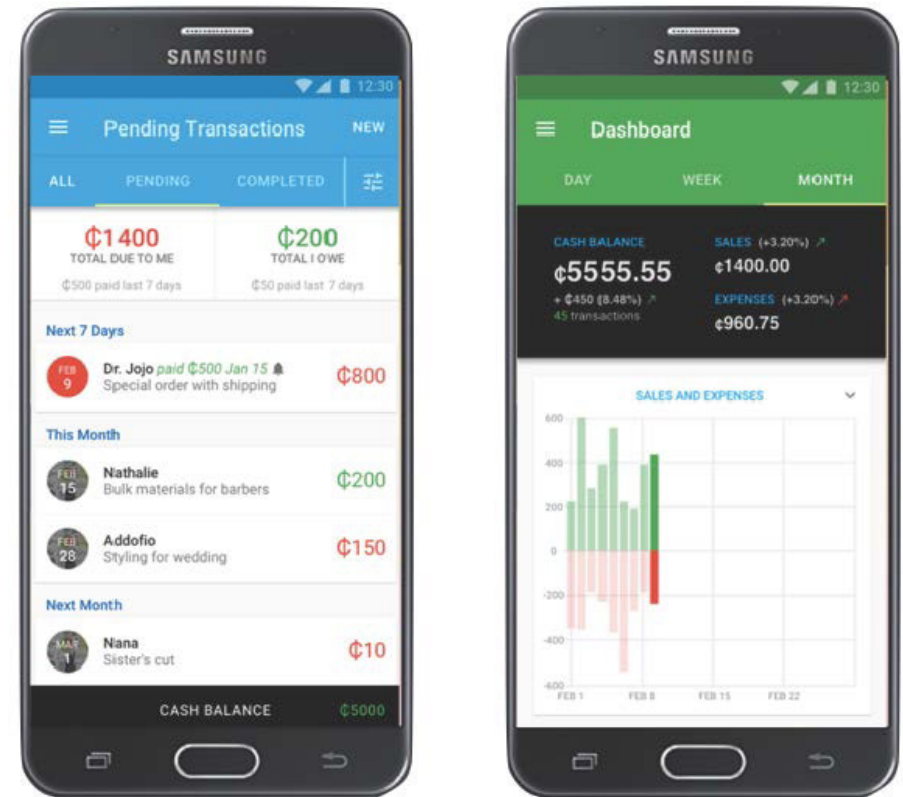 SAMSUNG
12:30
Pending Transactions NEW
ALL PENDING COMPLETED
₵1400 ₵200
TOTAL DUE TO ME TOTAL I OWE
₵500 paid last 7 days ₵50 paid last 7 days
Next 7 Days
FEB 9
Dr. Jojo paid ₵500 Jan 15
Special order with shipping
₵800
This Month
FEB 15
Nathalie
Bulk materials for barbers
₵200
FEB 28
Addofio
Styling for wedding
₵150
Next Month
MAR 1
Nana
Sister's cut
₵10
CASH BALANCE ₵5000
SAMSUNG
12:30
Dashboard
DAY WEEK MONTH
CASH BALANCE
¢5555.55
+ ₵450 (8.48%)
45 transactions
SALES (+3.20%)
¢1400.00
EXPENSES (+3.20%)
¢960.75
SALES AND EXPENSES
600
400
200
0
-200
-400
-600
FEB 1 FEB 8 FEB 15 FEB 22